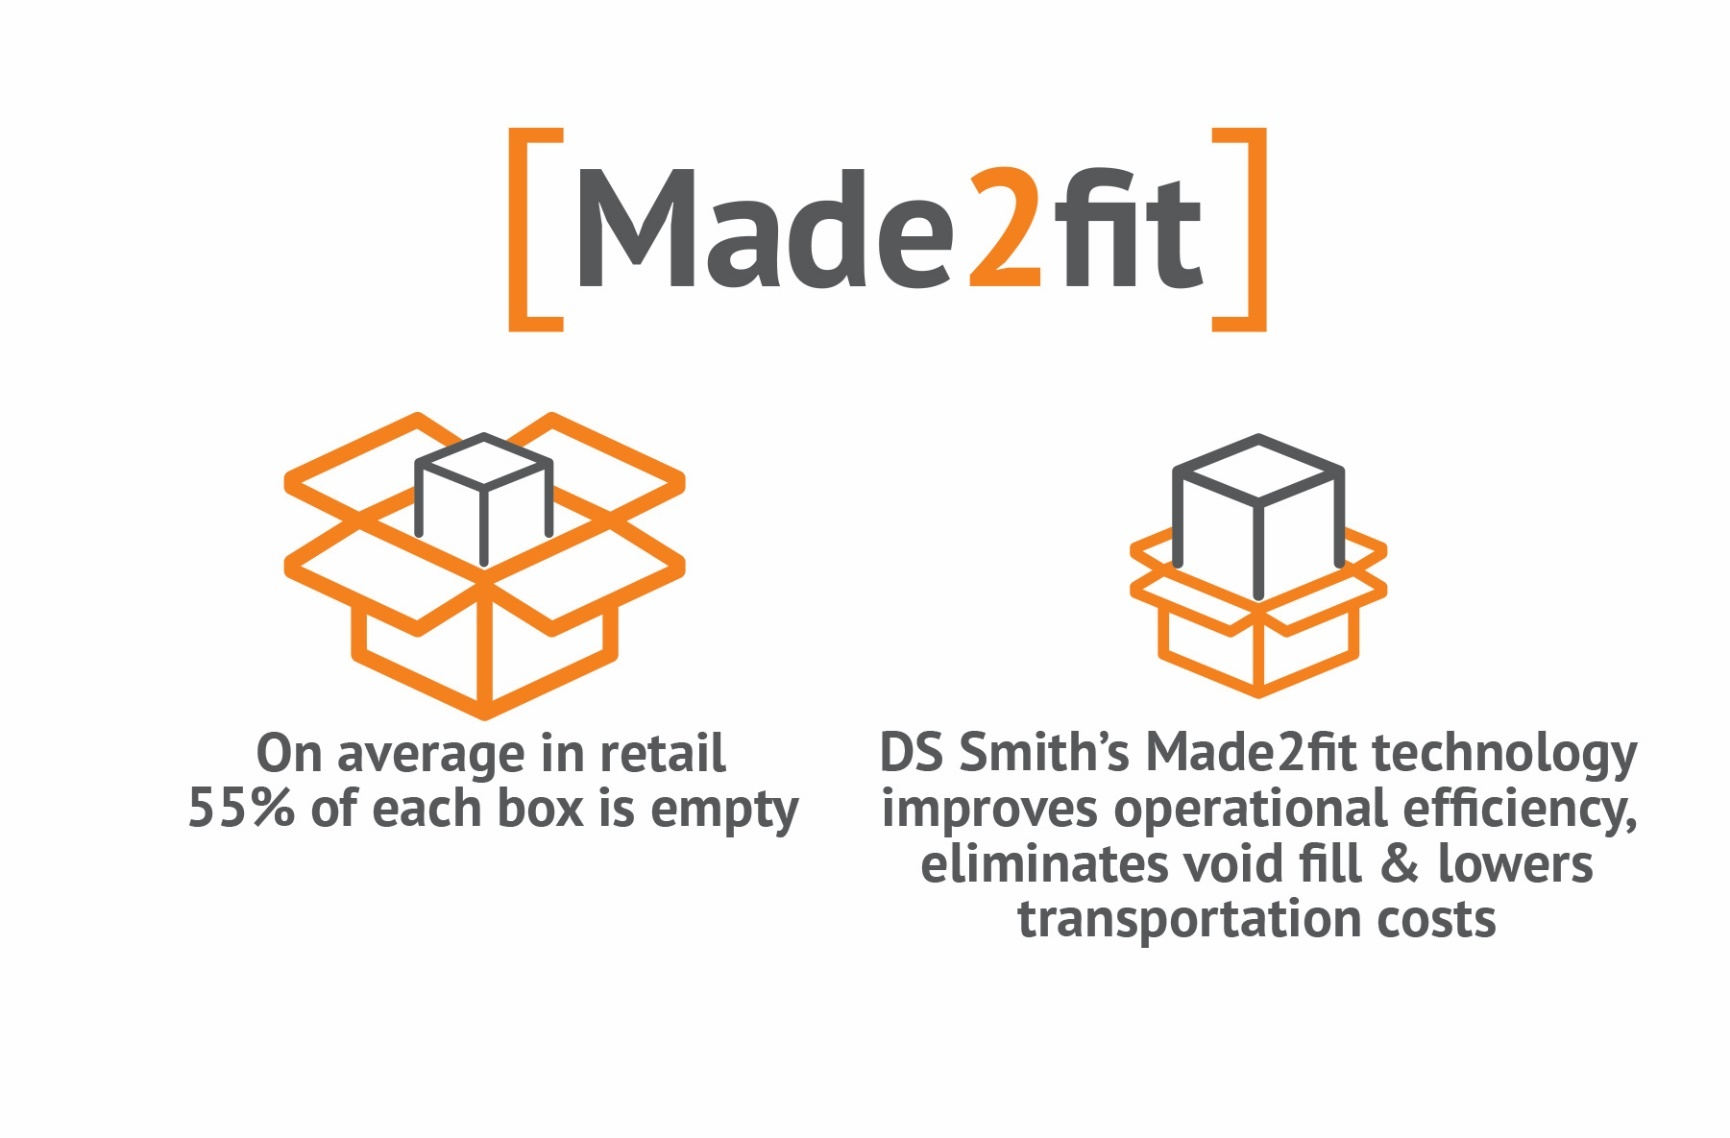 [Made2fit]
On average in retail
55% of each box is empty
DS Smith’s Made2fit technology
improves operational efficiency,
eliminates void fill & lowers
transportation costs